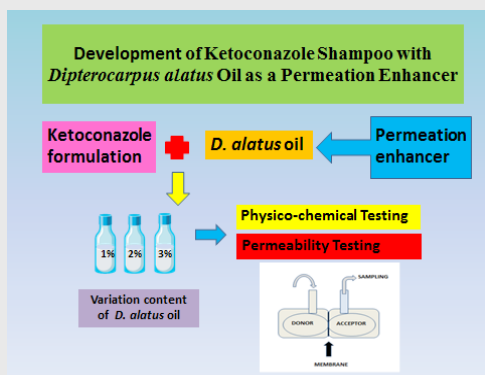 Development of Ketoconazole Shampoo with
Dipterocarpus alatus Oil as a Permeation Enhancer
Ketoconazole
formulation
D. alatus oil
Permeation
enhancer
1% 2% 3%
Physico-chemical Testing
Permeability Testing
Variation content
of D. alatus oil
SAMPLING
DONOR ACCEPTOR
MEMBRANE